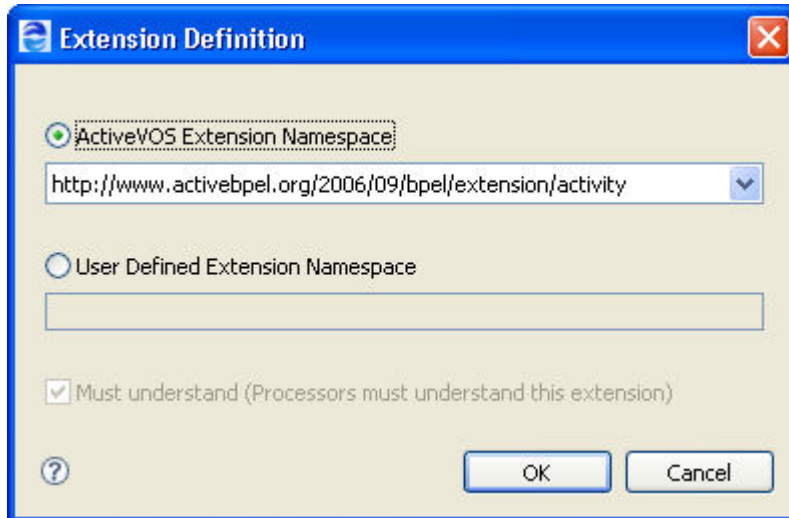 Extension Definition
ActiveVOS Extension Namespace
http://www.activebpel.org/2006/09/bpel/extension/activity
User Defined Extension Namespace
Must understand (Processors must understand this extension)
? OK Cancel